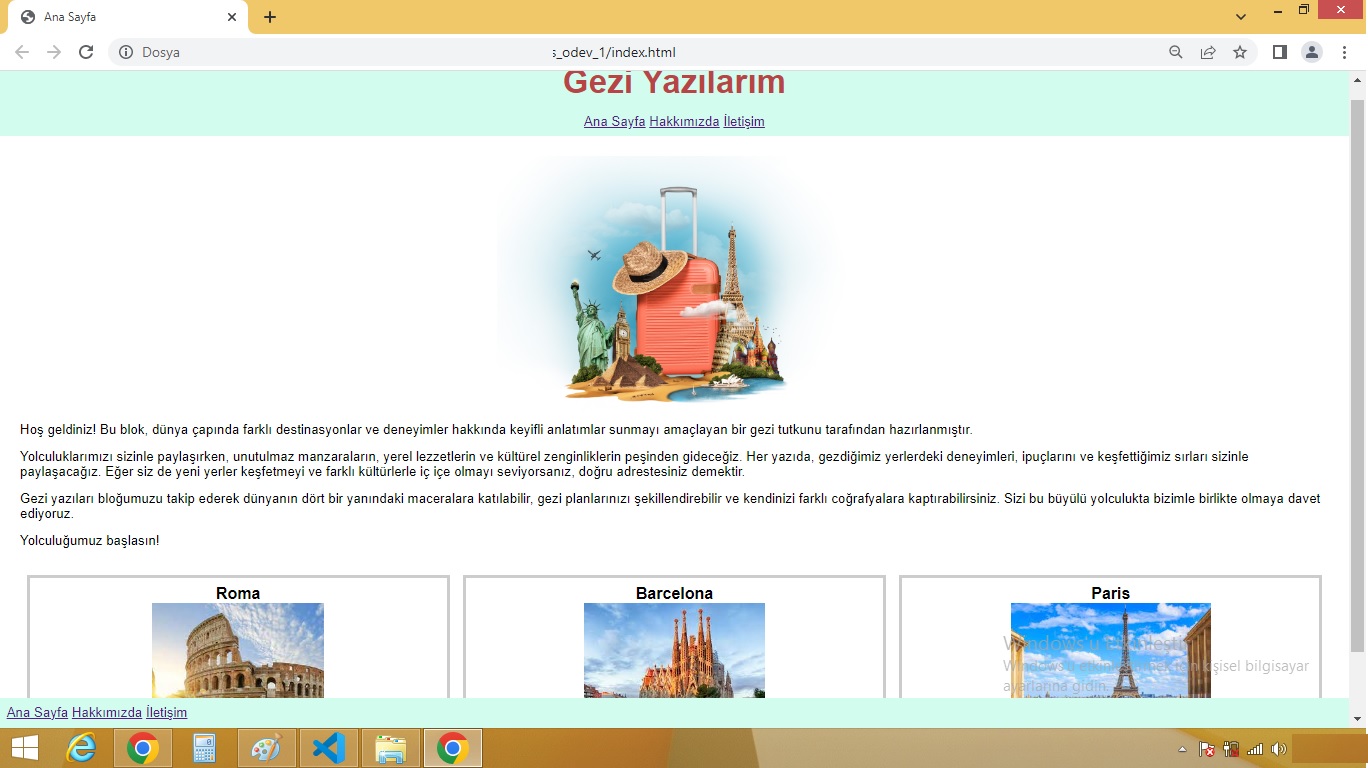 Ana Sayfa
Dosya
s_odev_1/index.html
Gezi Yazılarım
Ana Sayfa Hakkımızda İletişim
Hoş geldiniz! Bu blok, dünya çapında farklı destinasyonlar ve deneyimler hakkında keyifli anlatımlar sunmayı amaçlayan bir gezi tutkunu tarafından hazırlanmıştır.
Yolculuklarımızı sizinle paylaşırken, unutulmaz manzaraların, yerel lezzetlerin ve kültürel zenginliklerin peşinden gideceğiz. Her yazıda, gezdiğimiz yerlerdeki deneyimleri, ipuçlarını ve keşfettiğimiz sırları sizinle
paylaşacağız. Eğer siz de yeni yerler keşfetmeyi ve farklı kültürlerle iç içe olmayı seviyorsanız, doğru adrestesiniz demektir.
Gezi yazıları bloğumuzu takip ederek dünyanın dört bir yanındaki maceralara katılabilir, gezi planlarınızı şekillendirebilir ve kendinizi farklı coğrafyalara kaptırabilirsiniz. Sizi bu büyülü yolculukta bizimle birlikte olmaya davet
ediyoruz.
Yolculuğumuz başlasın!
Roma
Barcelona
Paris
bilgisayar
ayarlarına gidin.
Ana Sayfa Hakkımızda İletişim